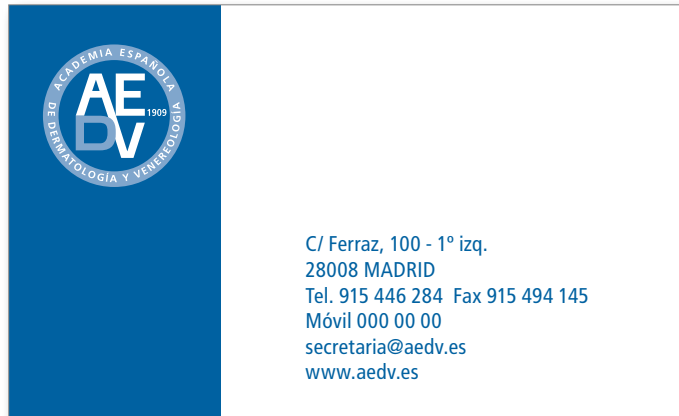 ACADEMIA ESPAÑOLA
DE DERMATOLOGÍA Y VENEREOLOGÍA
AE
1909
DV
C/ Ferraz, 100 - 1º izq.
28008 MADRID
Tel. 915 446 284  Fax 915 494 145
Móvil 000 00 00
secretaria@aedv.es
www.aedv.es